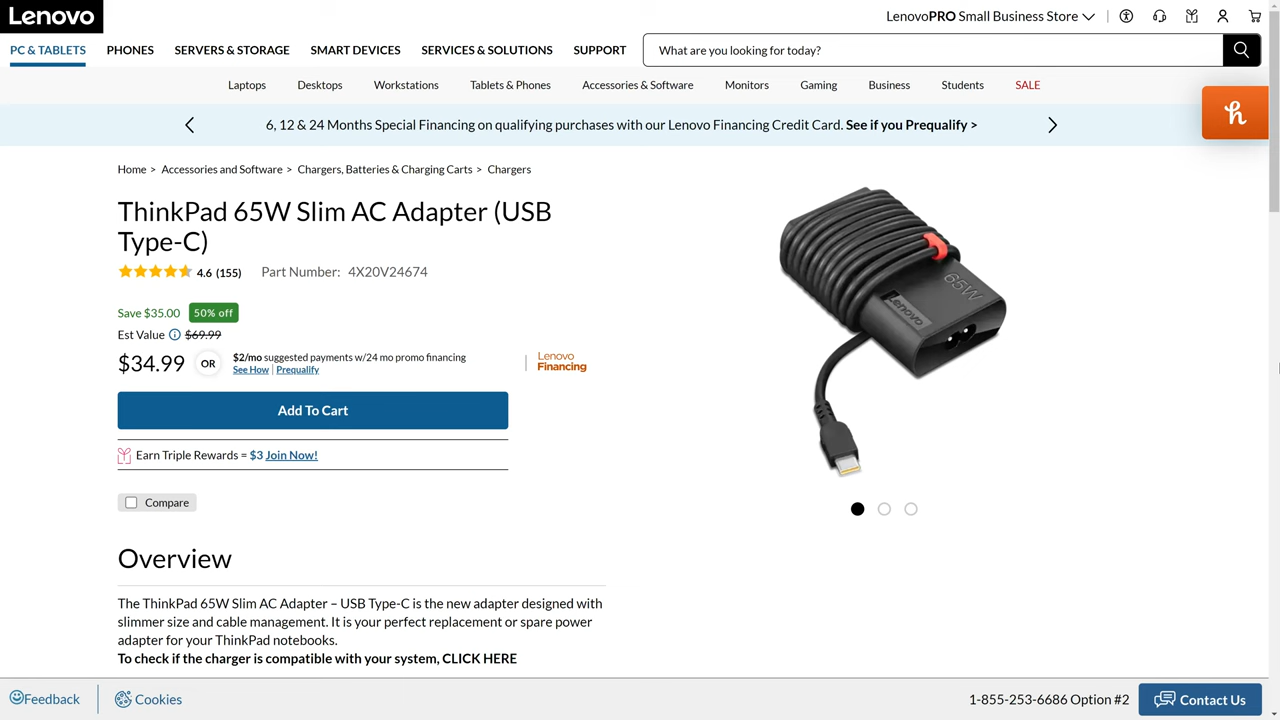 Lenovo
LenovoPRO Small Business Store
PC & TABLETS PHONES SERVERS & STORAGE SMART DEVICES SERVICES & SOLUTIONS SUPPORT What are you looking for today?
Laptops Desktops Workstations Tablets & Phones Accessories & Software Monitors Gaming Business Students SALE
6, 12 & 24 Months Special Financing on qualifying purchases with our Lenovo Financing Credit Card. See if you Prequalify >
h
Home > Accessories and Software > Chargers, Batteries & Charging Carts > Chargers
ThinkPad 65W Slim AC Adapter (USB
Type-C)
4.6 (155) Part Number: 4X20V24674
Save $35.00 50% off
Est Value $69.99
$34.99 OR $2/mo suggested payments w/24 mo promo financing
See How | Prequalify
Lenovo
Financing
Add To Cart
Earn Triple Rewards = $3 Join Now!
Compare
65W
Lenovo
Overview
The ThinkPad 65W Slim AC Adapter – USB Type-C is the new adapter designed with
slimmer size and cable management. It is your perfect replacement or spare power
adapter for your ThinkPad notebooks.
To check if the charger is compatible with your system, CLICK HERE
Feedback Cookies 1-855-253-6686 Option #2 Contact Us